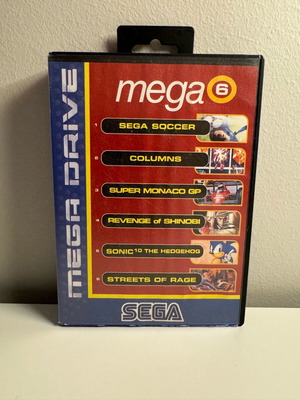 MEGA DRIVE
mega 6
1 SEGA SOCCER
2 COLUMNS
3 SUPER MONACO GP
4 REVENGE of SHINOBI
5 SONIC TO THE HEDGEHOG
6 STREETS OF RAGE
SEGA